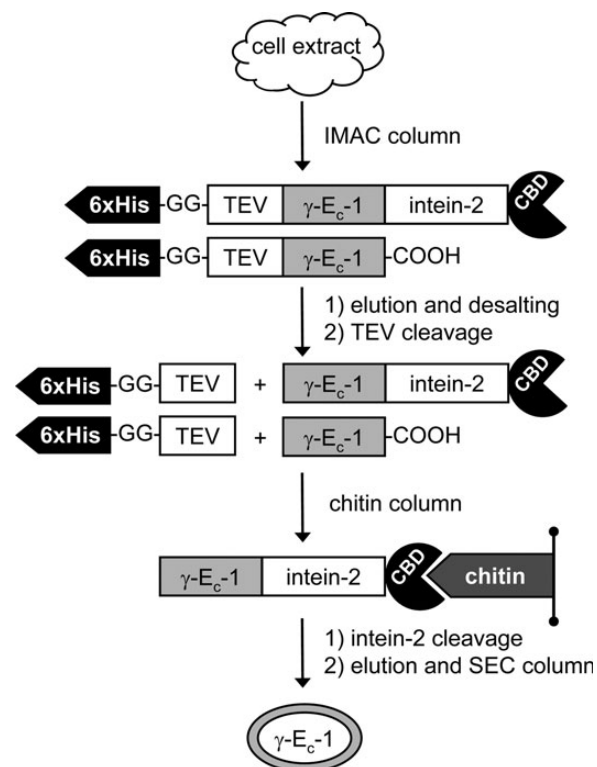 cell extract
IMAC column
6xHis -GG- TEV γ-Ec-1 intein-2 CBD
6xHis -GG- TEV γ-Ec-1 -COOH
1) elution and desalting
2) TEV cleavage
6xHis -GG- TEV + γ-Ec-1 intein-2 CBD
6xHis -GG- TEV + γ-Ec-1 -COOH
chitin column
γ-Ec-1 intein-2 CBD chitin
1) intein-2 cleavage
2) elution and SEC column
γ-Ec-1